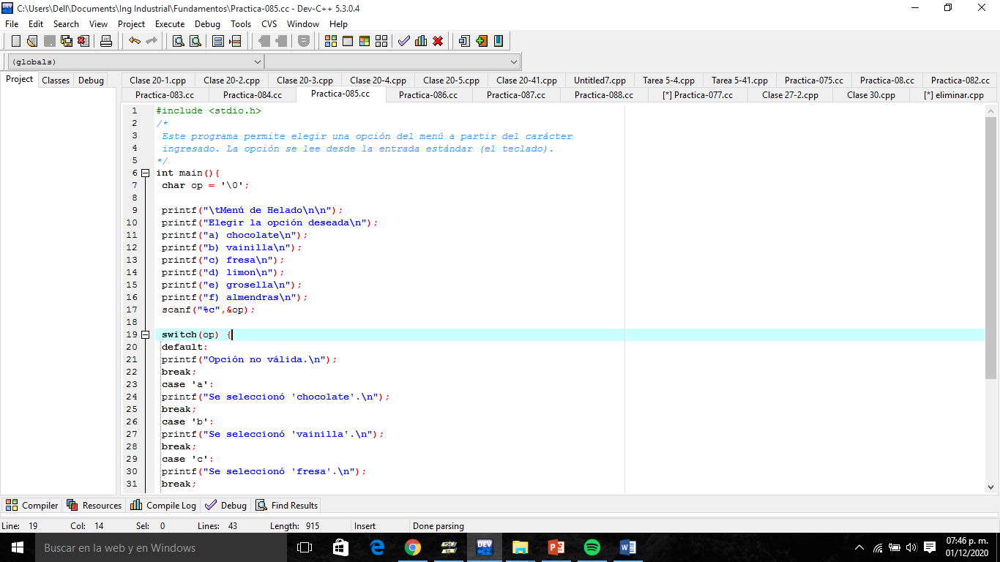 C:\Users\Dell\Documents\Ing Industrial\Fundamentos\Practica-085.cc - Dev-C++ 5.3.0.4
File Edit Search View Project Execute Debug Tools CVS Window Help
(globals)
Project Classes Debug
Clase 20-1.cpp Clase 20-2.cpp Clase 20-3.cpp Clase 20-4.cpp Clase 20-5.cpp Clase 20-41.cpp Untitled7.cpp Tarea 5-4.cpp Tarea 5-41.cpp Practica-075.cc Practica-08.cc Practica-082.cc
Practica-083.cc Practica-084.cc Practica-085.cc Practica-086.cc Practica-087.cc Practica-088.cc [*] Practica-077.cc Clase 27-2.cpp Clase 30.cpp [*] eliminar.cpp
1 #include <stdio.h>
2 /*
3 Este programa permite elegir una opción del menú a partir del carácter
4 ingresado. La opción se lee desde la entrada estándar (el teclado).
5 */
6 int main(){
7 char op = '\0';
8
9 printf("\tMenú de Helado\n\n");
10 printf("Elegir la opción deseada\n");
11 printf("a) chocolate\n");
12 printf("b) vainilla\n");
13 printf("c) fresa\n");
14 printf("d) limon\n");
15 printf("e) grosella\n");
16 printf("f) almendras\n");
17 scanf("%c",&op);
18
19 switch(op) {
20 default:
21 printf("Opción no válida.\n");
22 break;
23 case 'a':
24 printf("Se seleccionó 'chocolate'.\n");
25 break;
26 case 'b':
27 printf("Se seleccionó 'vainilla'.\n");
28 break;
29 case 'c':
30 printf("Se seleccionó 'fresa'.\n");
31 break;
Compiler Resources Compile Log Debug Find Results
Line: 19 Col: 14 Sel: 0 Lines: 43 Length: 915 Insert Done parsing
Buscar en la web y en Windows
07:46 p. m.
01/12/2020